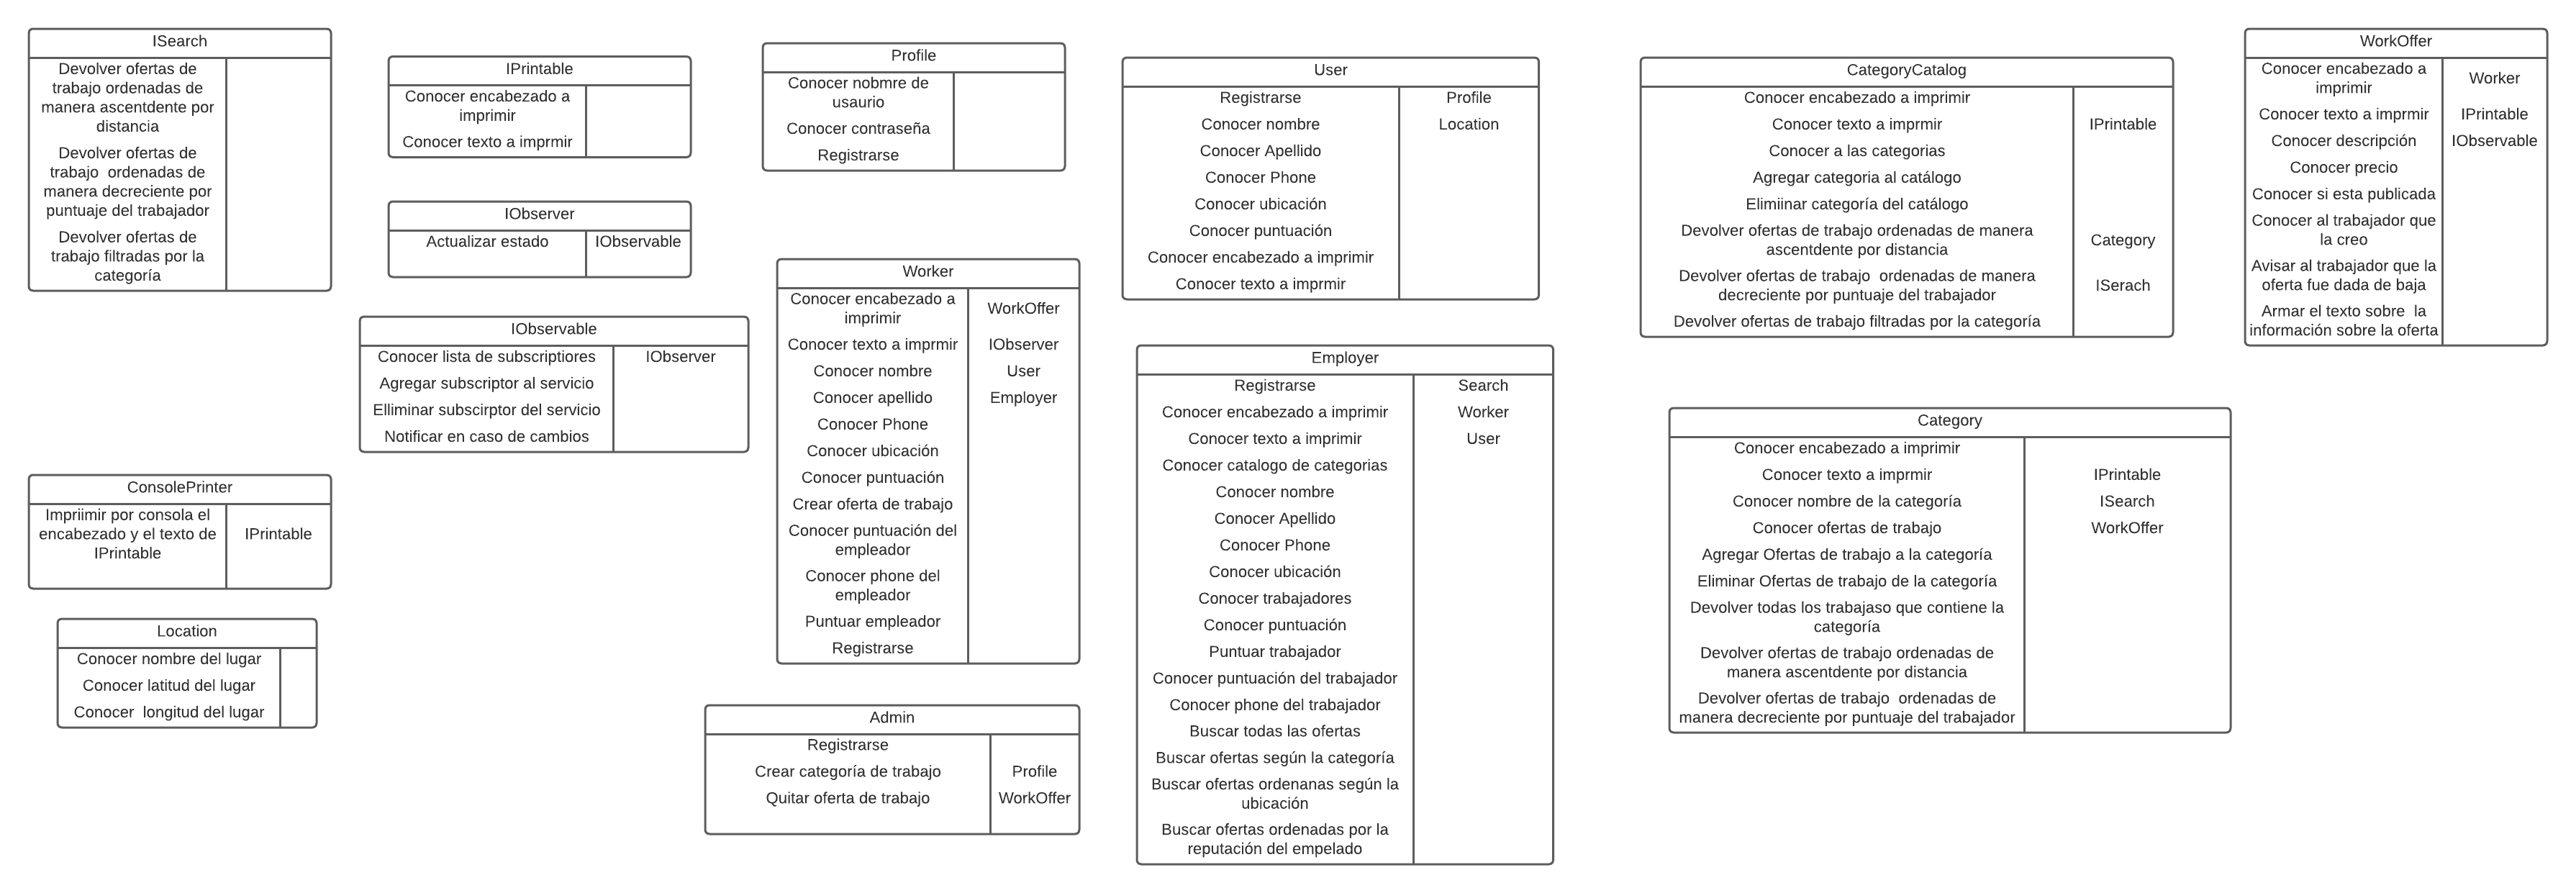 ISearch
Devolver ofertas de
trabajo ordenadas de
manera ascentdente por
distancia
Devolver ofertas de
trabajo  ordenadas de
manera decreciente por
puntuaje del trabajador
Devolver ofertas de
trabajo filtradas por la
categoría
IPrintable
Conocer encabezado a
imprimir
Conocer texto a imprmir
IObserver
Actualizar estado
IObservable
IObservable
Conocer lista de subscriptiores
IObserver
Agregar subscriptor al servicio
Elliminar subscirptor del servicio
Notificar en caso de cambios
ConsolePrinter
Impriimir por consola el
encabezado y el texto de
IPrintable
IPrintable
Location
Conocer nombre del lugar
Conocer latitud del lugar
Conocer  longitud del lugar
Profile
Conocer nobmre de
usaurio
Conocer contraseña
Registrarse
Worker
Conocer encabezado a
imprimir
WorkOffer
Conocer texto a imprmir
IObserver
Conocer nombre
User
Conocer apellido
Employer
Conocer Phone
Conocer ubicación
Conocer puntuación
Crear oferta de trabajo
Conocer puntuación del
empleador
Conocer phone del
empleador
Puntuar empleador
Registrarse
Admin
Registrarse
Crear categoría de trabajo
Profile
Quitar oferta de trabajo
WorkOffer
User
Registrarse
Profile
Conocer nombre
Location
Conocer Apellido
Conocer Phone
Conocer ubicación
Conocer puntuación
Conocer encabezado a imprimir
Conocer texto a imprmir
Employer
Registrarse
Search
Conocer encabezado a imprimir
Worker
Conocer texto a imprimir
User
Conocer catalogo de categorias
Conocer nombre
Conocer Apellido
Conocer Phone
Conocer ubicación
Conocer trabajadores
Conocer puntuación
Puntuar trabajador
Conocer puntuación del trabajador
Conocer phone del trabajador
Buscar todas las ofertas
Buscar ofertas según la categoría
Buscar ofertas ordenanas según la
ubicación
Buscar ofertas ordenadas por la
reputación del empelado
CategoryCatalog
Conocer encabezado a imprimir
Conocer texto a imprmir
IPrintable
Conocer a las categorias
Agregar categoria al catálogo
Elimiinar categoría del catálogo
Devolver ofertas de trabajo ordenadas de manera
ascentdente por distancia
Category
Devolver ofertas de trabajo  ordenadas de manera
decreciente por puntuaje del trabajador
ISerach
Devolver ofertas de trabajo filtradas por la categoría
Category
Conocer encabezado a imprimir
Conocer texto a imprmir
IPrintable
Conocer nombre de la categoría
ISearch
Conocer ofertas de trabajo
WorkOffer
Agregar Ofertas de trabajo a la categoría
Eliminar Ofertas de trabajo de la categoría
Devolver todas los trabajaso que contiene la
categoría
Devolver ofertas de trabajo ordenadas de
manera ascentdente por distancia
Devolver ofertas de trabajo  ordenadas de
manera decreciente por puntuaje del trabajador
WorkOffer
Conocer encabezado a
imprimir
Worker
Conocer texto a imprmir
IPrintable
Conocer descripción
IObservable
Conocer precio
Conocer si esta publicada
Conocer al trabajador que
la creo
Avisar al trabajador que la
oferta fue dada de baja
Armar el texto sobre  la
información sobre la oferta